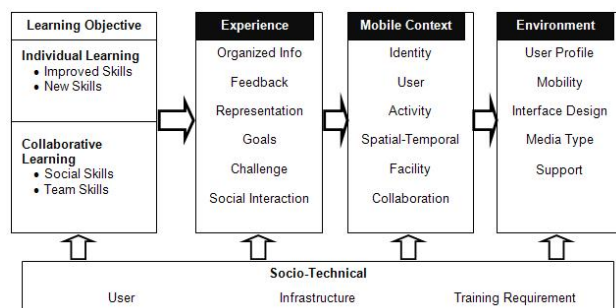 Learning Objective
Individual Learning
• Improved Skills
• New Skills
Collaborative Learning
• Social Skills
• Team Skills
Experience
Organized Info
Feedback
Representation
Goals
Challenge
Social Interaction
Mobile Context
Identity
User
Activity
Spatial-Temporal
Facility
Collaboration
Environment
User Profile
Mobility
Interface Design
Media Type
Support
Socio-Technical
User Infrastructure Training Requirement